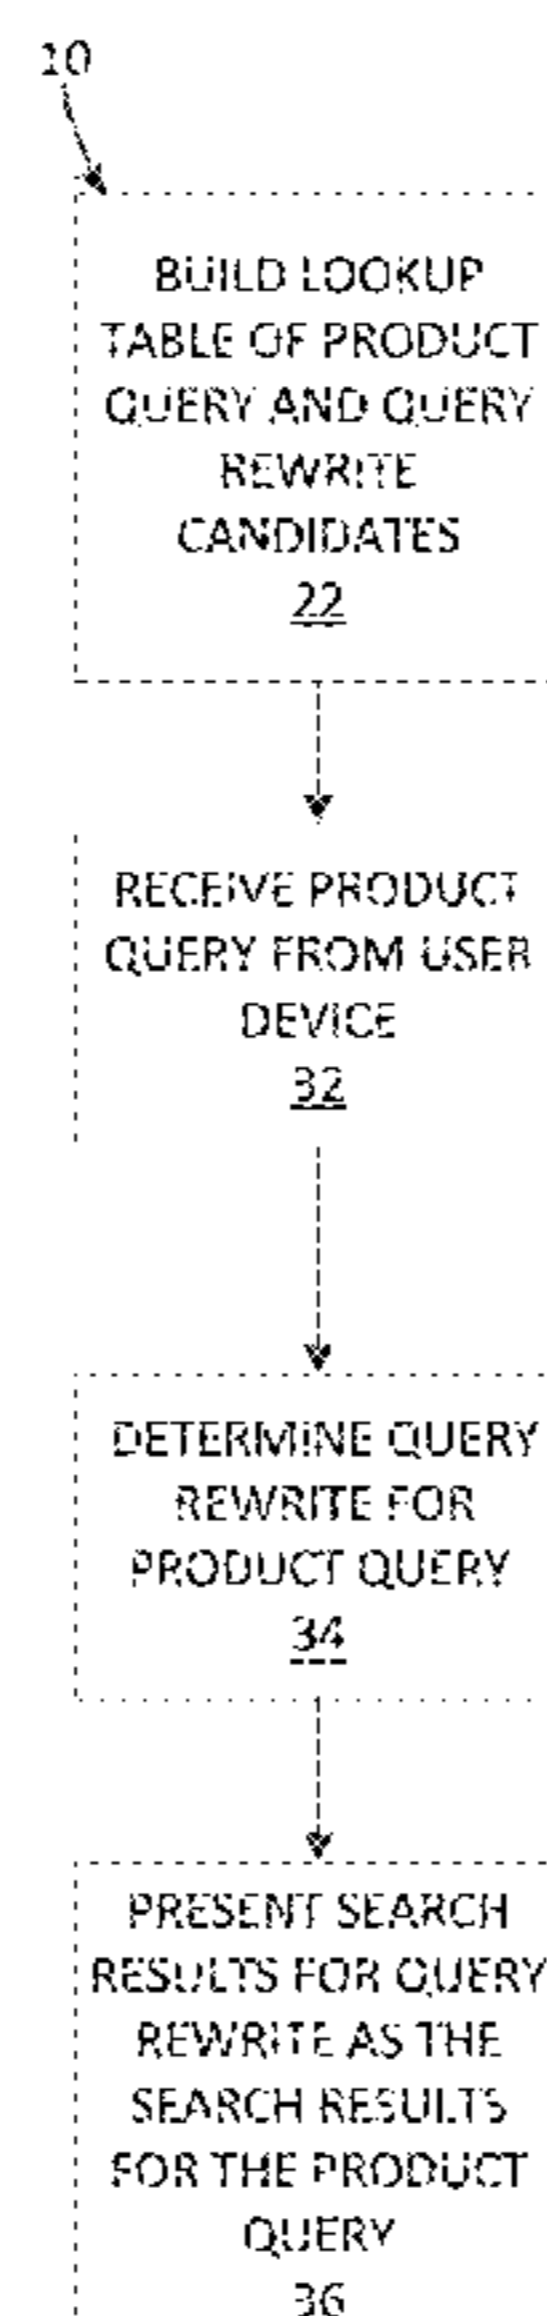 10
BUILD LOOKUP
TABLE OF PRODUCT
QUERY AND QUERY
REWRITE
CANDIDATES
22
RECEIVE PRODUCT
QUERY FROM USER
DEVICE
32
DETERMINE QUERY
REWRITE FOR
PRODUCT QUERY
34
PRESENT SEARCH
RESULTS FOR QUERY
REWRITE AS THE
SEARCH RESULTS
FOR THE PRODUCT
QUERY
36